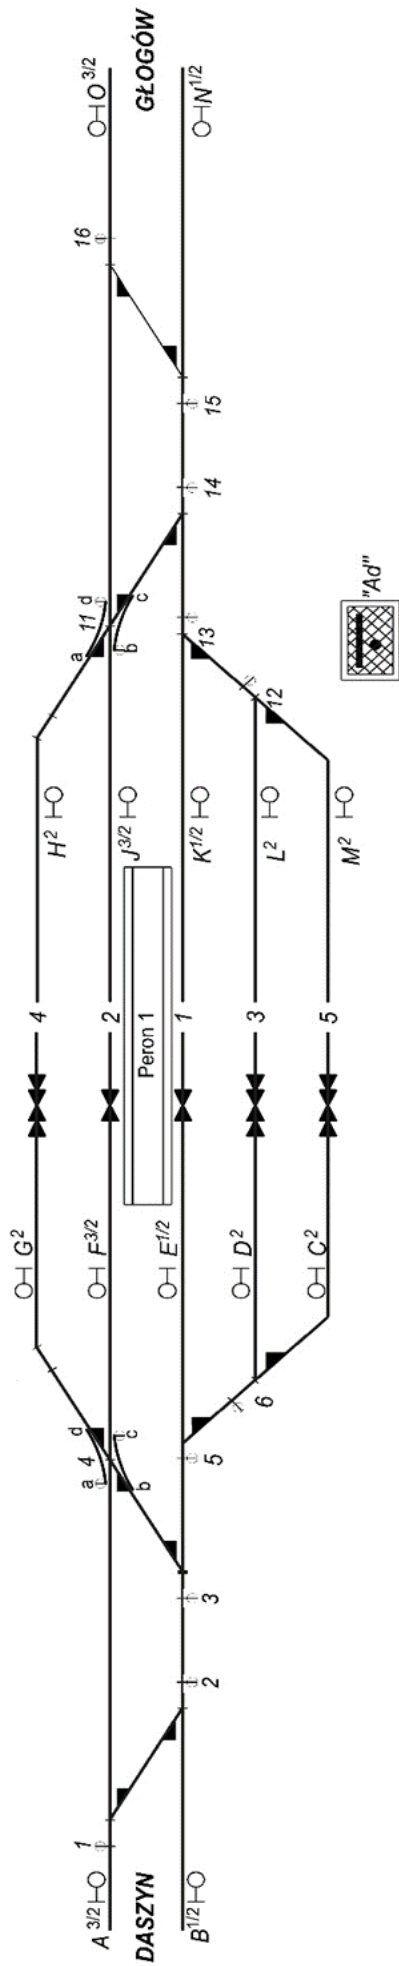 G²
4
H²
1
a 4 d
a 11 d
16
A 3/2
F3/2
O3/2
2
b c
b c
J3/2
DASZYN
Peron 1
GŁOGÓW
E1/2
1
B1/2
K1/2
N1/2
2
3
5
13
14
15
D²
3
6
L²
12
C²
5
M²
"Ad"